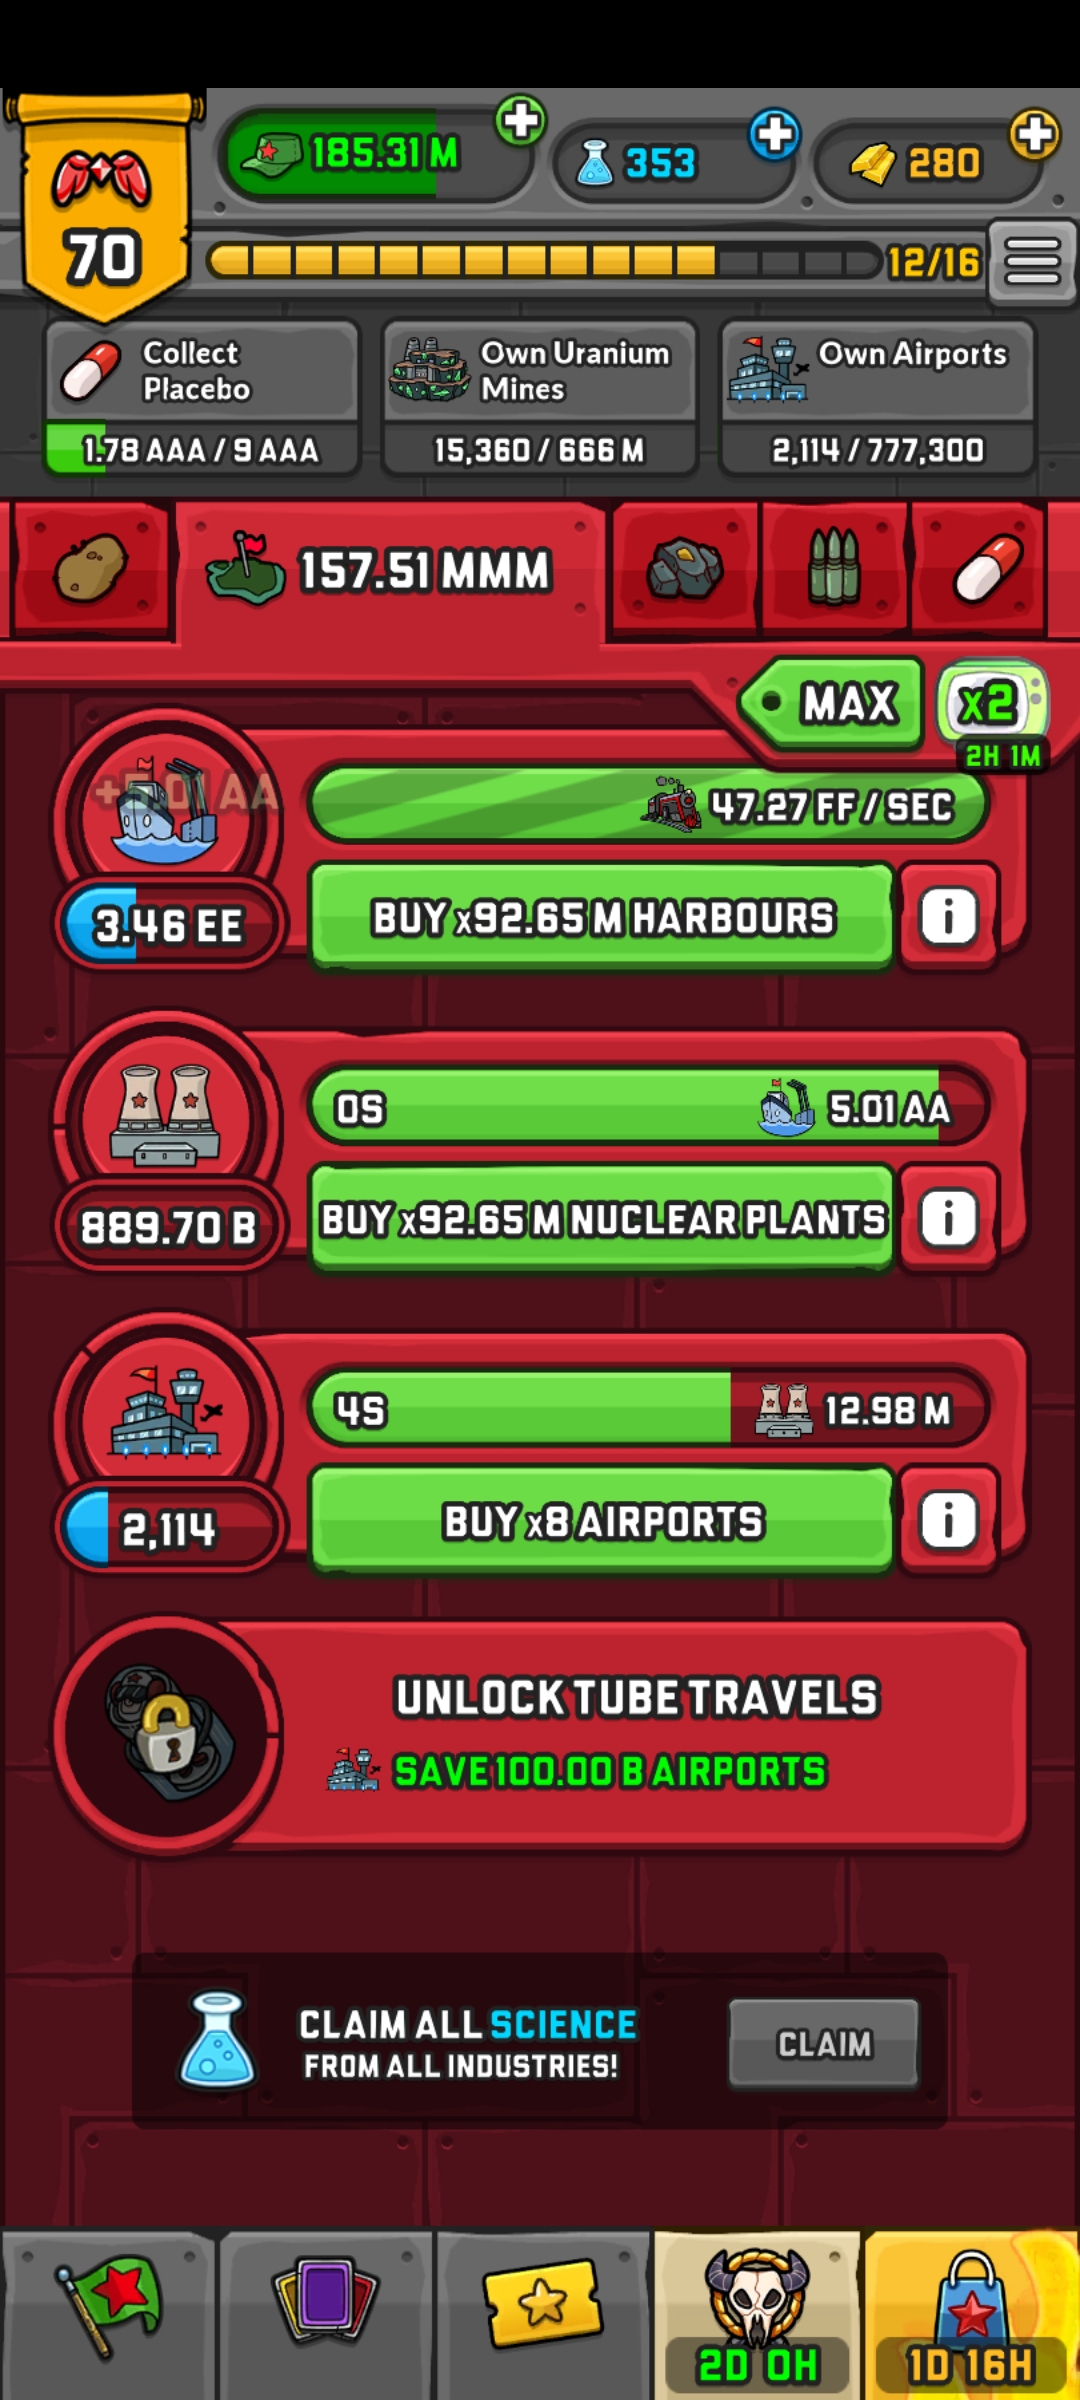 70
185.31 M
353
280
12/16
Collect
Placebo
1.78 AAA / 9 AAA
Own Uranium
Mines
15,360 / 666 M
Own Airports
2,114 / 777,300
157.51 MMM
MAX
x2
2H 1M
+5.01 AA
47.27 FF / SEC
3.46 EE
BUY x92.65 M HARBOURS
i
0S
5.01 AA
889.70 B
BUY x92.65 M NUCLEAR PLANTS
i
4S
12.98 M
2,114
BUY x8 AIRPORTS
i
UNLOCK TUBE TRAVELS
SAVE 100.00 B AIRPORTS
CLAIM ALL SCIENCE
FROM ALL INDUSTRIES!
CLAIM
2D 0H
1D 16H